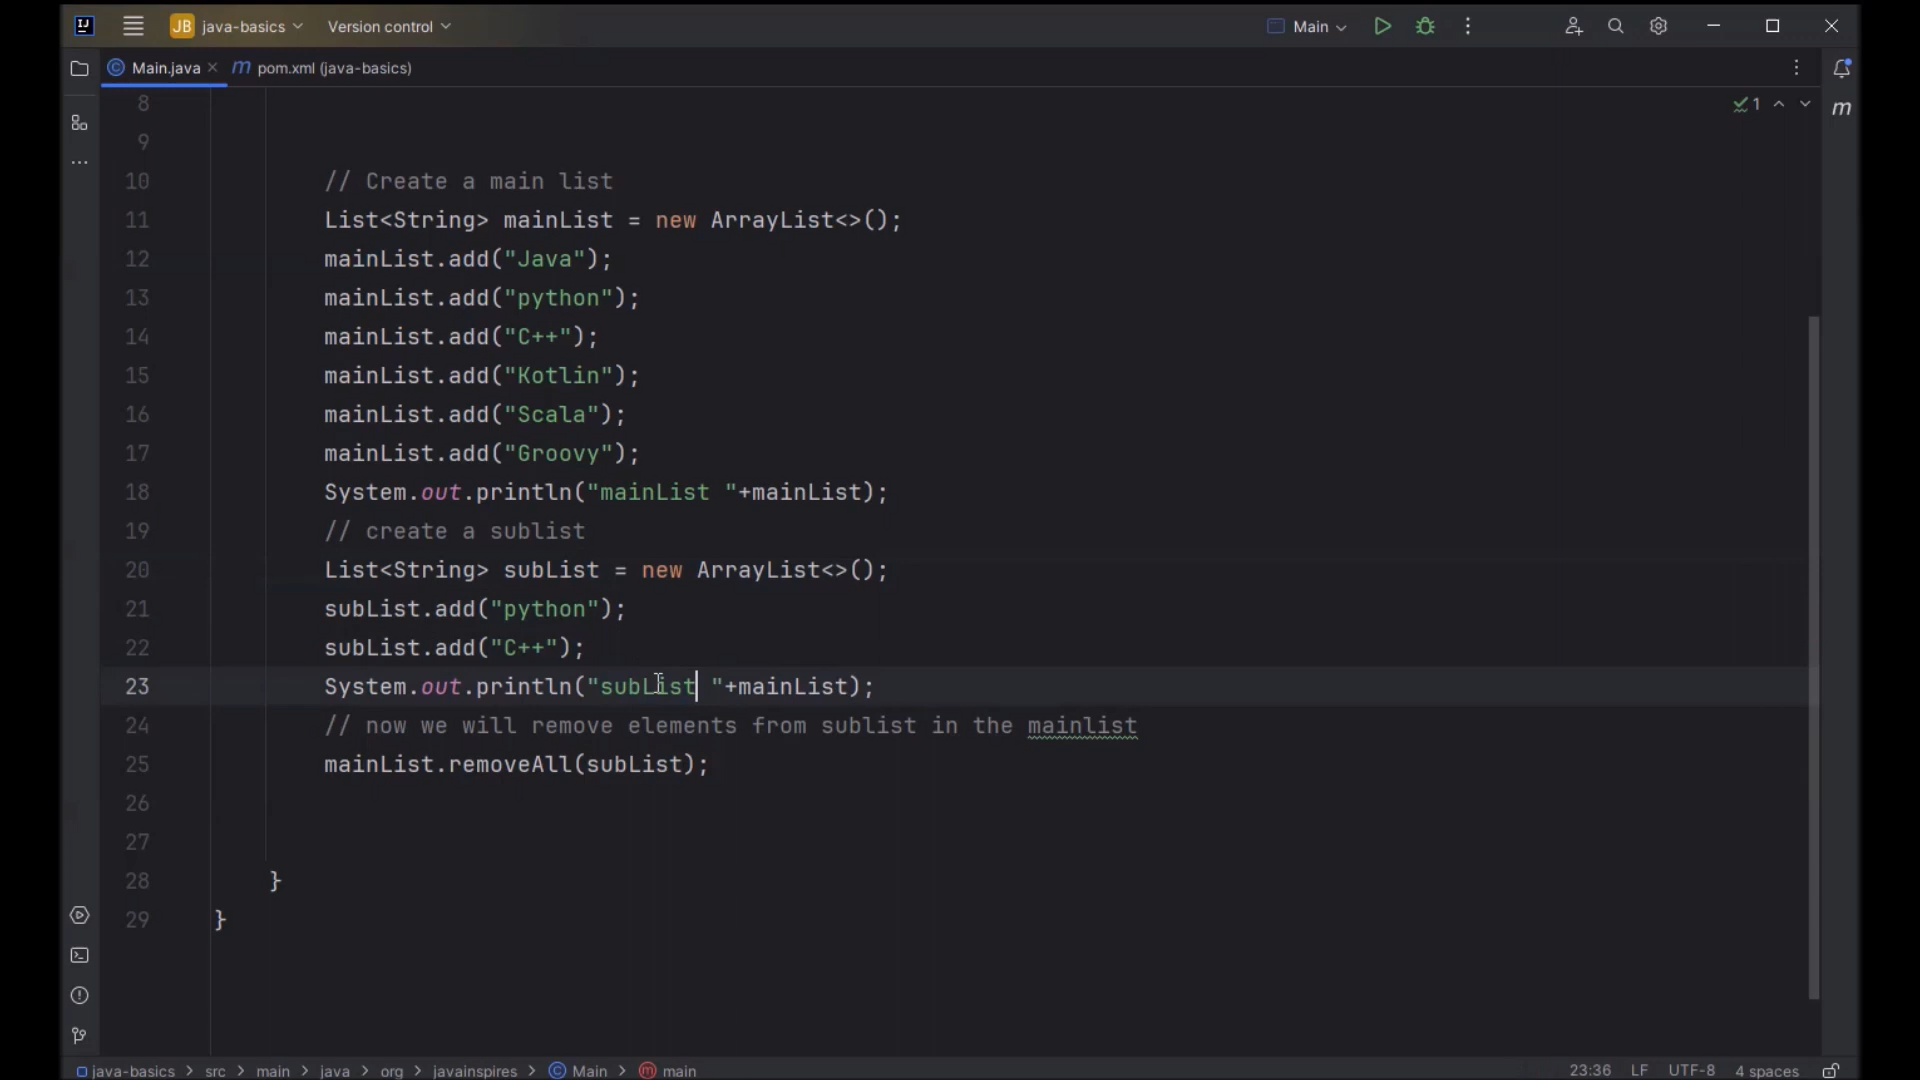 IJ JB java-basics Version control Main
Main.java m pom.xml (java-basics)
8 1 m
9
10 // Create a main list
11 List<String> mainList = new ArrayList<>();
12 mainList.add("Java");
13 mainList.add("python");
14 mainList.add("C++");
15 mainList.add("Kotlin");
16 mainList.add("Scala");
17 mainList.add("Groovy");
18 System.out.println("mainList "+mainList);
19 // create a sublist
20 List<String> subList = new ArrayList<>();
21 subList.add("python");
22 subList.add("C++");
23 System.out.println("subList "+mainList);
24 // now we will remove elements from sublist in the mainlist
25 mainList.removeAll(subList);
26
27
28 }
29 }
java-basics > src > main > java > org > javainspires > Main > main 23:36 LF UTF-8 4 spaces